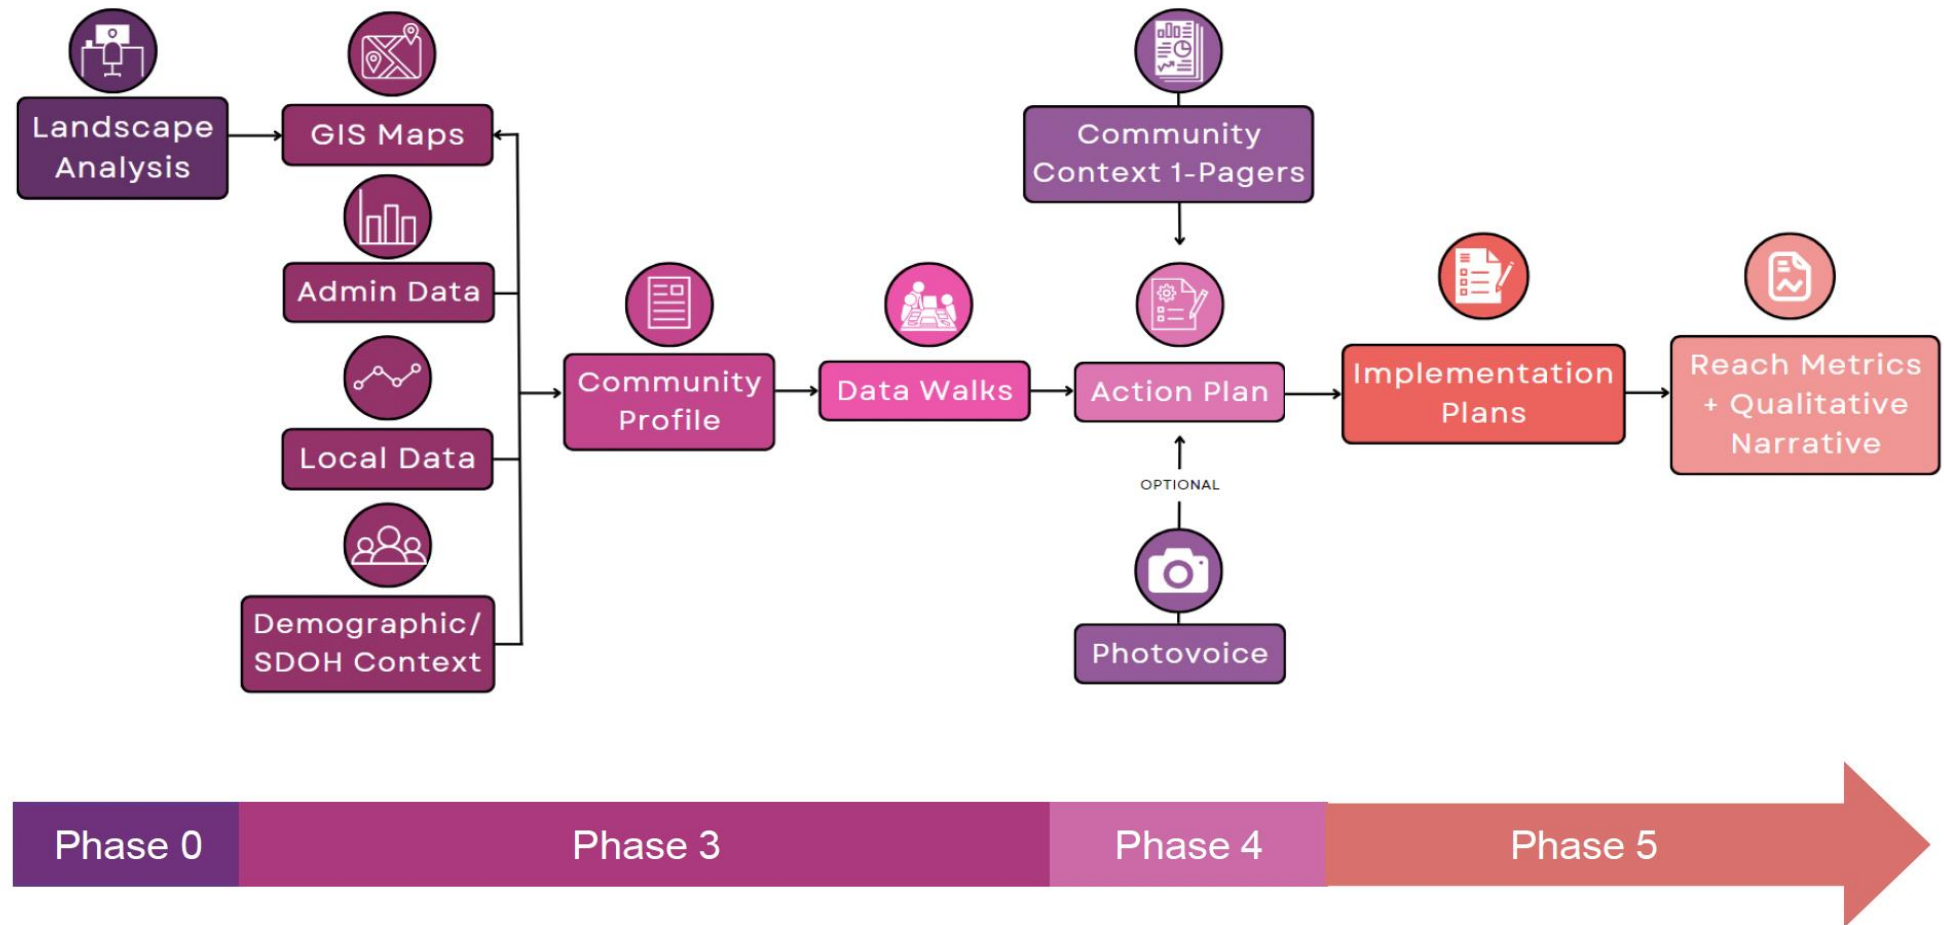 Landscape
Analysis
GIS Maps
Admin Data
Local Data
Demographic/
SDOH Context
Community
Profile
Data Walks
Community
Context 1-Pagers
Action Plan
OPTIONAL
Photovoice
Implementation
Plans
Reach Metrics
+ Qualitative
Narrative
Phase 0
Phase 3
Phase 4
Phase 5